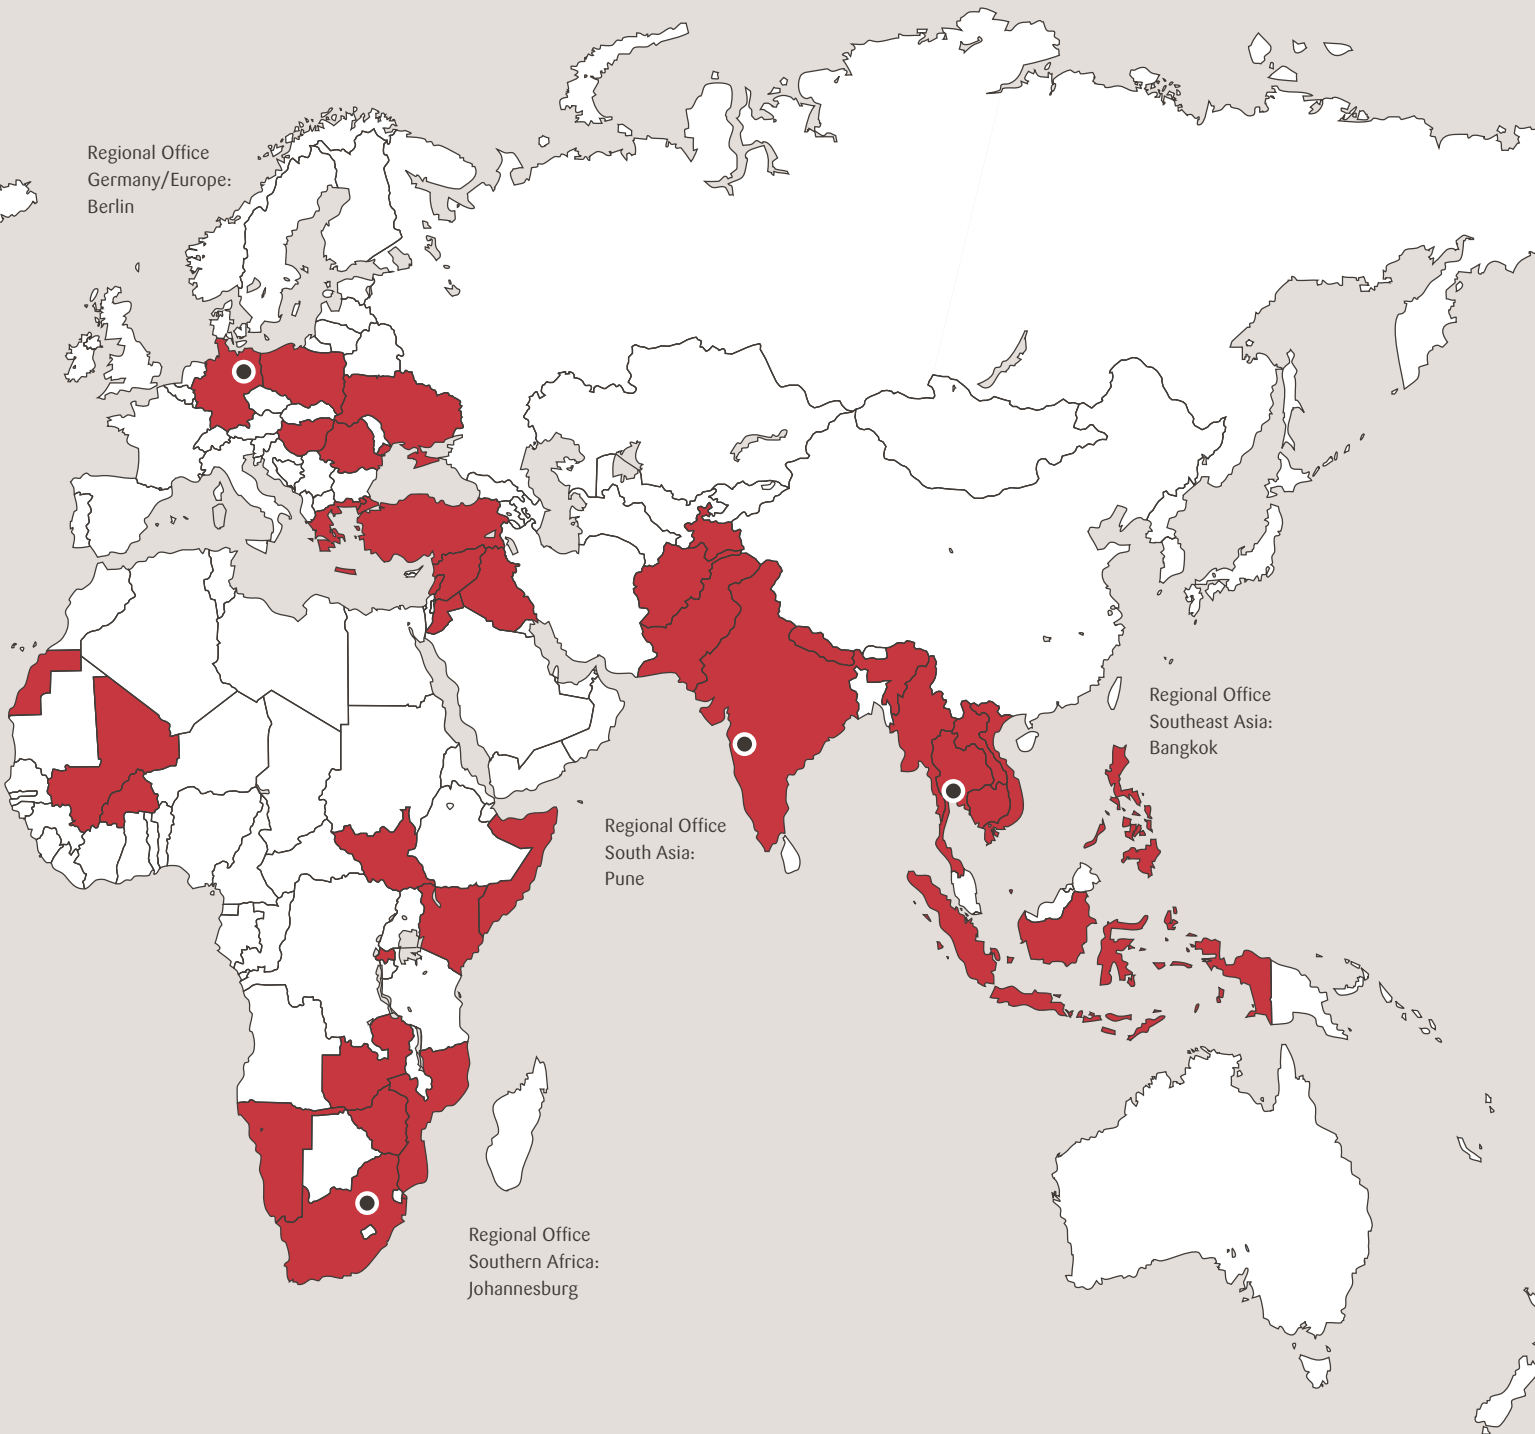 Regional Office
Germany/Europe:
Berlin
Regional Office
Southeast Asia:
Bangkok
Regional Office
South Asia:
Pune
Regional Office
Southern Africa:
Johannesburg